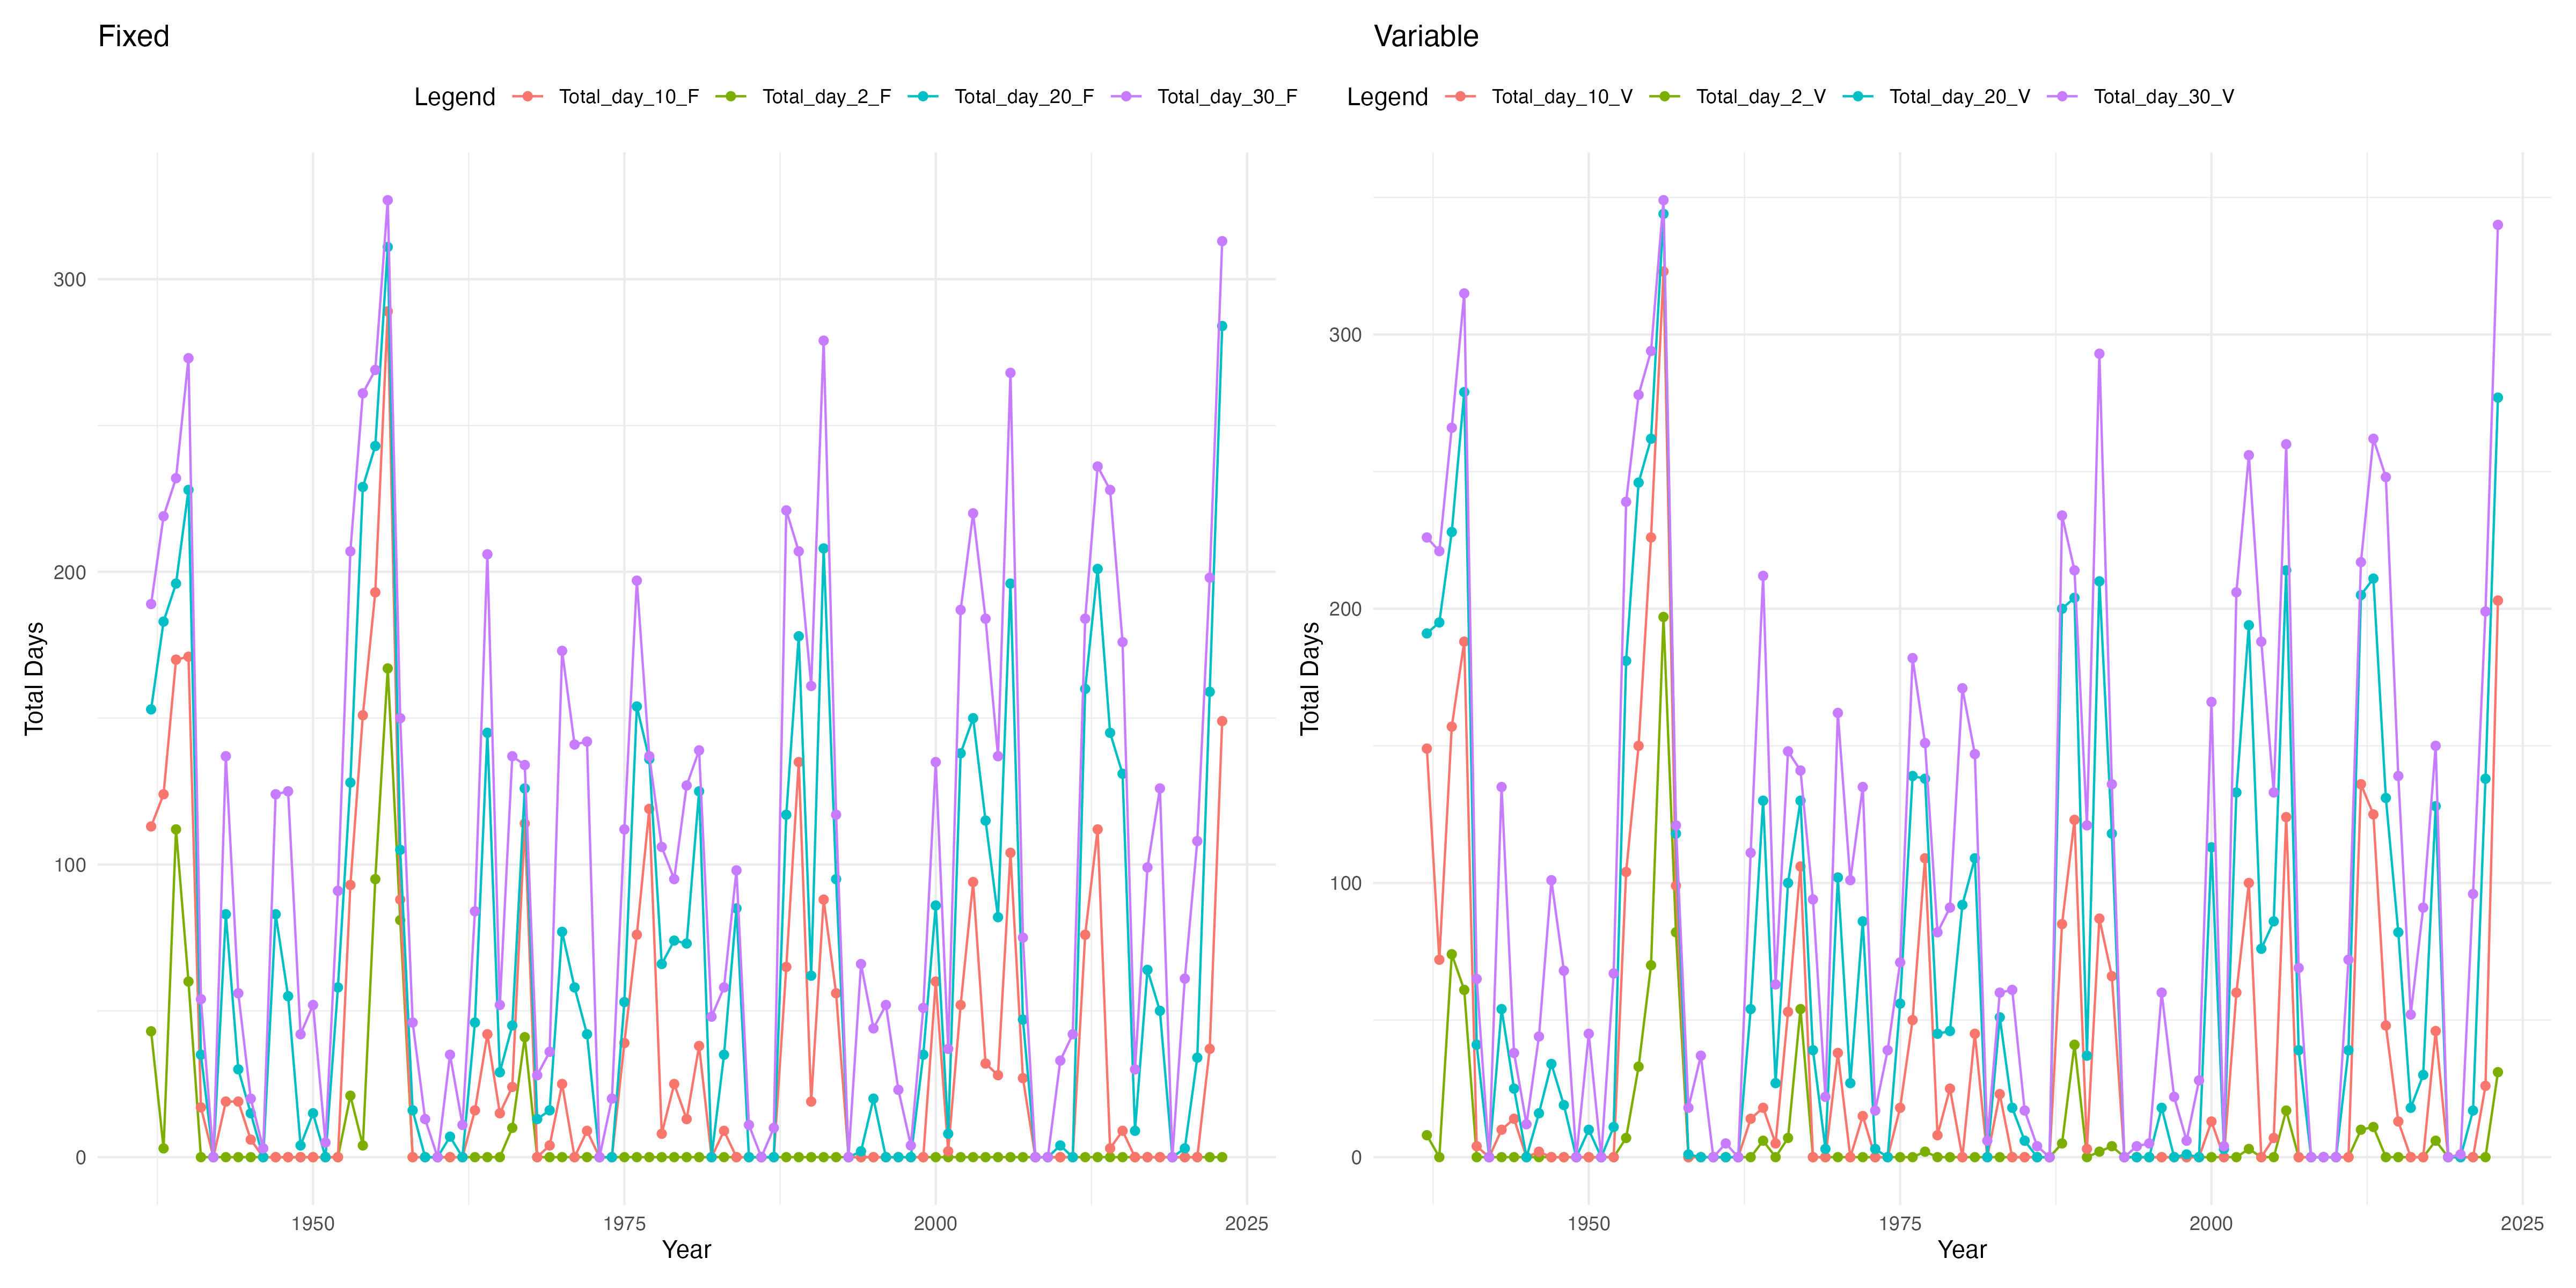 Fixed
Legend Total_day_10_F Total_day_2_F Total_day_20_F Total_day_30_F
Total Days
300
200
100
0
1950 1975 2000 2025
Year
Variable
Legend Total_day_10_V Total_day_2_V Total_day_20_V Total_day_30_V
Total Days
300
200
100
0
1950 1975 2000 2025
Year